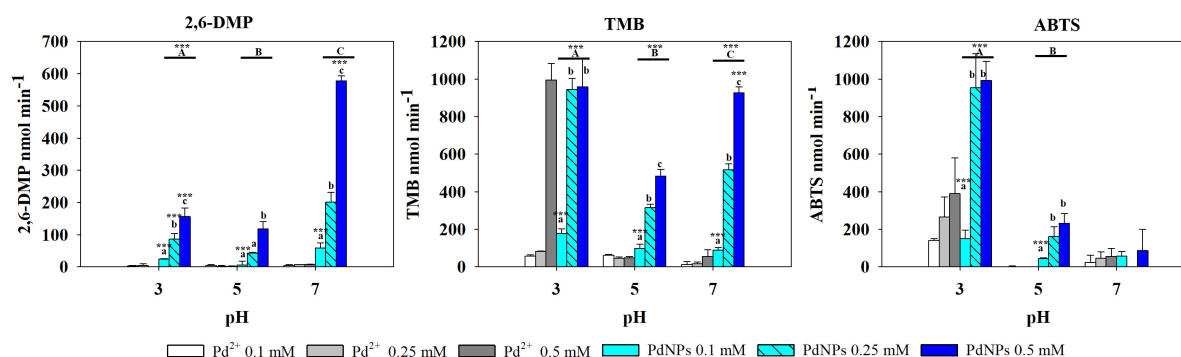 2,6-DMP
2,6-DMP nmol min⁻¹
700
600
500
400
300
200
100
0
***
A
B
C
***
c
***
a
***
b
***
c
***
a
a
b
***
a
b
3
5
7
pH
TMB
TMB nmol min⁻¹
1200
1000
800
600
400
200
0
***
A
***
B
***
C
***
a
b
b
***
a
b
c
***
a
b
***
c
3
5
7
pH
ABTS
ABTS nmol min⁻¹
1200
1000
800
600
400
200
0
***
A
B
***
a
b
b
***
a
b
b
3
5
7
pH
Pd²⁺ 0.1 mM
Pd²⁺ 0.25 mM
Pd²⁺ 0.5 mM
PdNPs 0.1 mM
PdNPs 0.25 mM
PdNPs 0.5 mM